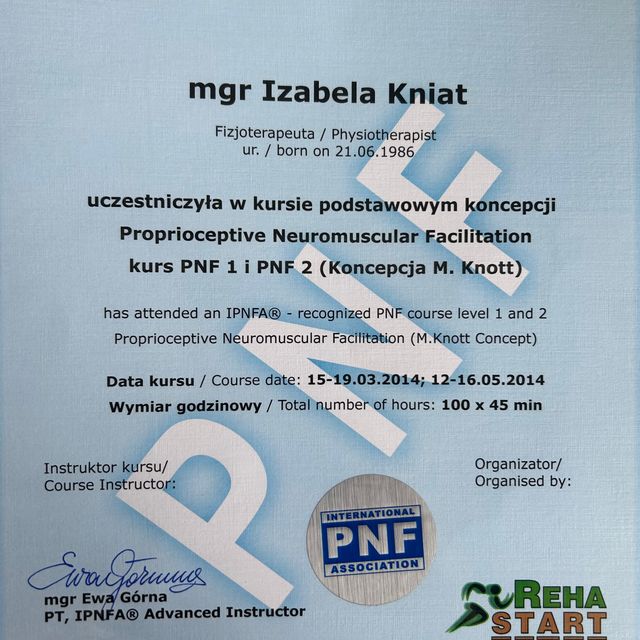 PNF
mgr Izabela Kniat
Fizjoterapeuta / Physiotherapist
ur. / born on 21.06.1986
uczestniczyła w kursie podstawowym koncepcji
Proprioceptive Neuromuscular Facilitation
kurs PNF 1 i PNF 2 (Koncepcja M. Knott)
has attended an IPNFA® - recognized PNF course level 1 and 2
Proprioceptive Neuromuscular Facilitation (M.Knott Concept)
Data kursu / Course date: 15-19.03.2014; 12-16.05.2014
Wymiar godzinowy / Total number of hours: 100 x 45 min
Instruktor kursu/
Course Instructor:
Organizator/
Organised by:
INTERNATIONAL
PNF
ASSOCIATION
Ewa Górna
mgr Ewa Górna
PT, IPNFA® Advanced Instructor
REHA
START